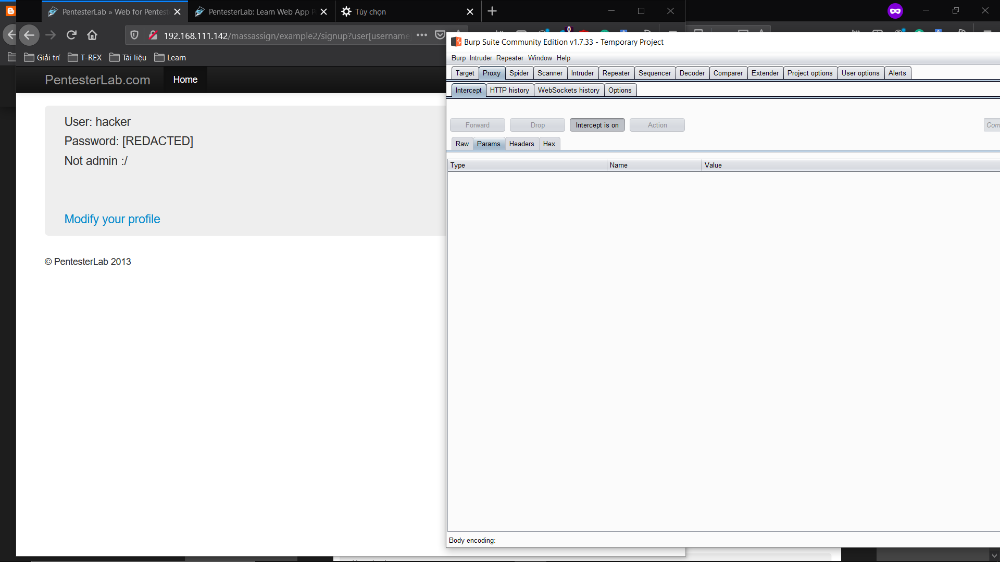 PentesterLab » Web for Pentest
PentesterLab: Learn Web App P
Tùy chọn
192.168.111.142/massassign/example2/signup?user[username
Giải trí
T-REX
Tài liệu
Learn
PentesterLab.com
Home
User: hacker
Password: [REDACTED]
Not admin :/
Modify your profile
© PentesterLab 2013
0
Burp Suite Community Edition v1.7.33 - Temporary Project
Burp Intruder Repeater Window Help
Target Proxy Spider Scanner Intruder Repeater Sequencer Decoder Comparer Extender Project options User options Alerts
Intercept HTTP history WebSockets history Options
Forward Drop Intercept is on Action Com
Raw Params Headers Hex
Type Name Value
Body encoding: